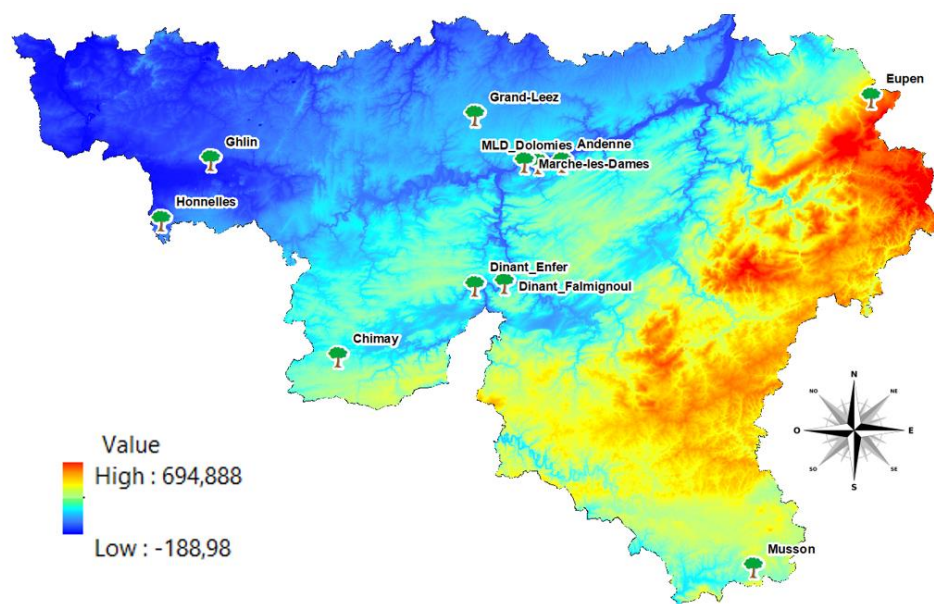 Eupen
Grand-Leez
Ghlin
MLD_Dolomies
Andenne
Marche-les-Dames
Honnelles
Dinant_Enfer
Dinant_Falmignoul
Chimay
N
NO
NE
O
E
SO
SE
S
Value
High : 694,888
Low : -188,98
Musson